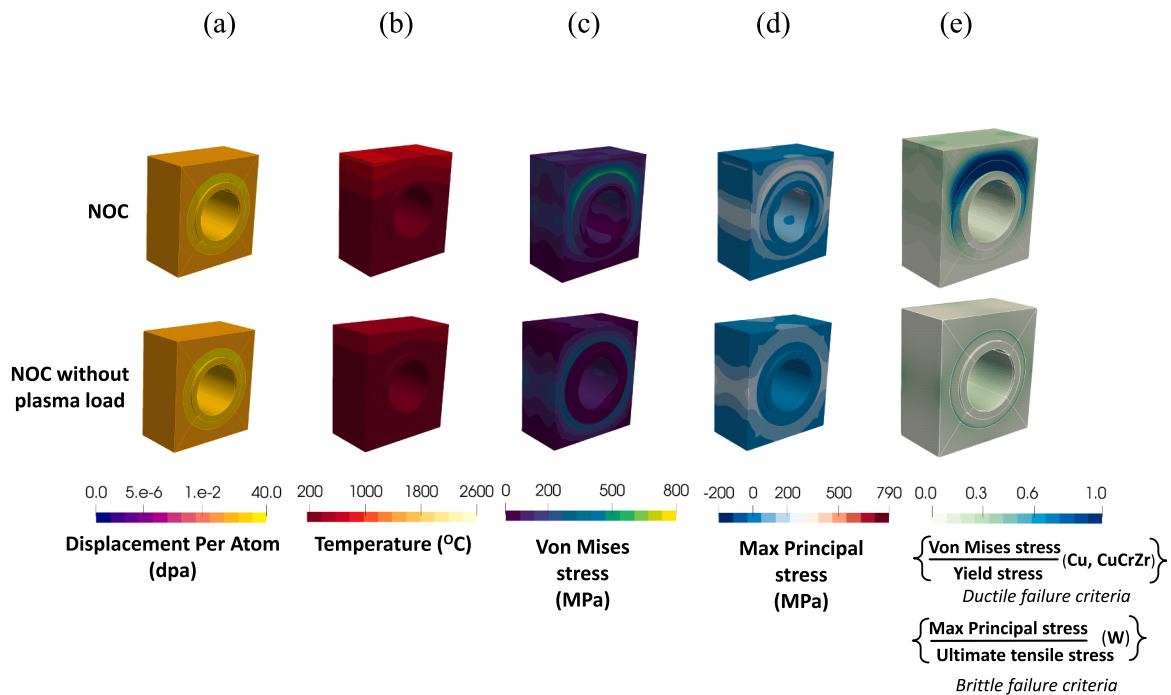 (a) (b) (c) (d) (e)
NOC
NOC without
plasma load
0.0 5.e-6 1.e-2 40.0
Displacement Per Atom
(dpa)
200 1000 1800 2600
Temperature (ᴼC)
0 200 500 800
Von Mises
stress
(MPa)
-200 0 200 500 790
Max Principal
stress
(MPa)
0.0 0.3 0.6 1.0
{Von Mises stress
Yield stress (Cu, CuCrZr)}
Ductile failure criteria
{Max Principal stress
Ultimate tensile stress (W)}
Brittle failure criteria